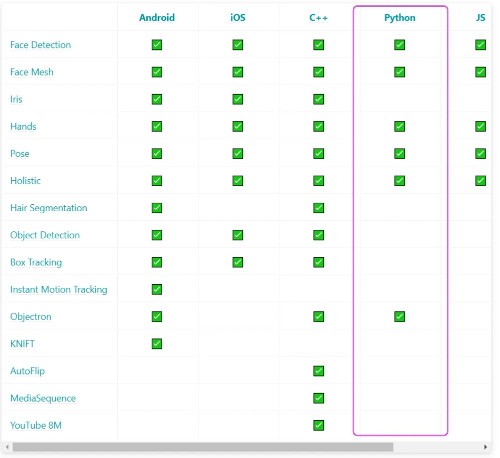 Android iOS C++ Python JS
Face Detection ✅ ✅ ✅ ✅ ✅
Face Mesh ✅ ✅ ✅ ✅ ✅
Iris ✅ ✅ ✅
Hands ✅ ✅ ✅ ✅ ✅
Pose ✅ ✅ ✅ ✅ ✅
Holistic ✅ ✅ ✅ ✅ ✅
Hair Segmentation ✅ ✅
Object Detection ✅ ✅ ✅
Box Tracking ✅ ✅ ✅
Instant Motion Tracking ✅
Objectron ✅ ✅ ✅
KNIFT ✅
AutoFlip ✅
MediaSequence ✅
YouTube 8M ✅